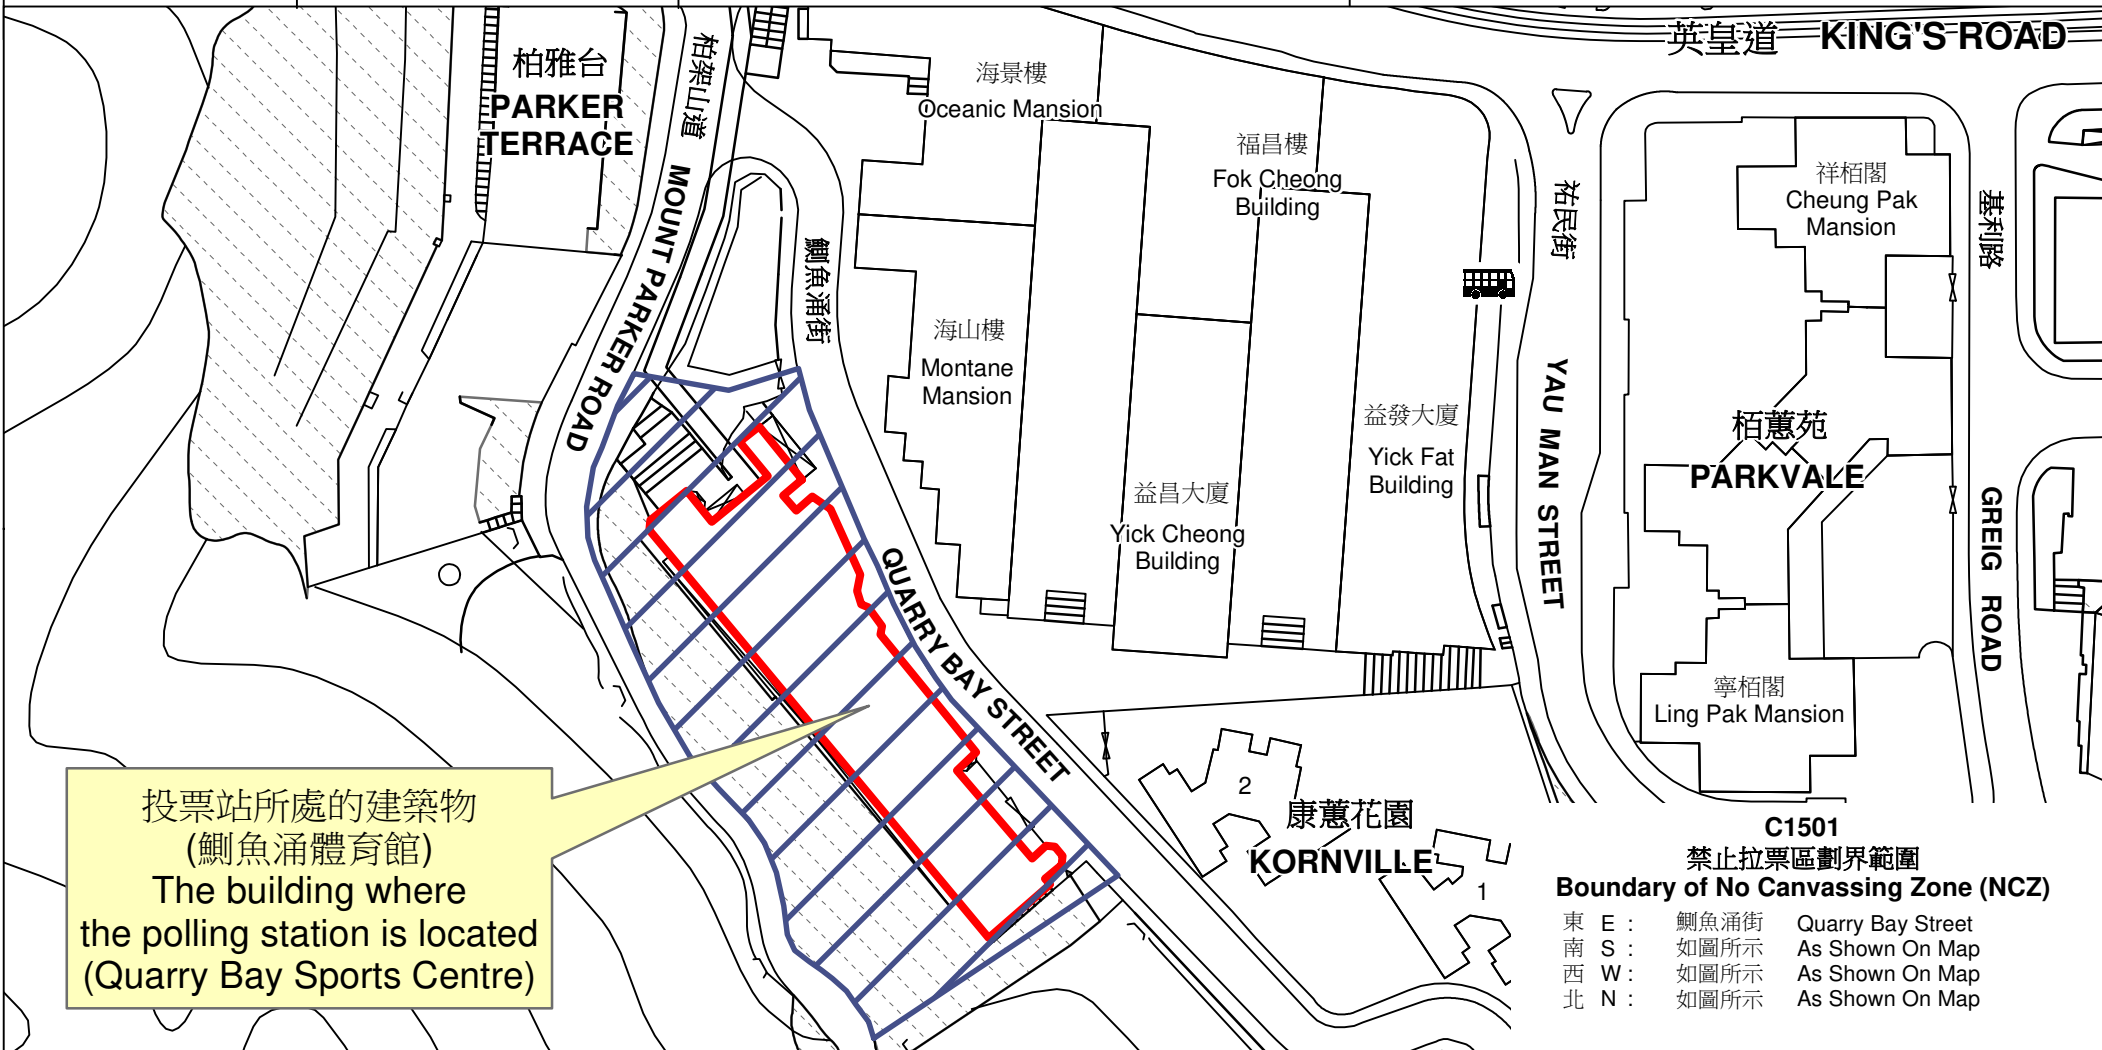 英皇道 KING'S ROAD
柏雅台
PARKER
TERRACE
柏架山道 MOUNT PARKER ROAD
海景樓
Oceanic Mansion
福昌樓
Fok Cheong
Building
祥栢閣
Cheung Pak
Mansion
鰂魚涌街
QUARRY BAY STREET
祐民街
YAU MAN STREET
基利路
GREIG ROAD
海山樓
Montane
Mansion
益發大廈
Yick Fat
Building
益昌大廈
Yick Cheong
Building
栢蕙苑
PARKVALE
寧栢閣
Ling Pak Mansion
2
康蕙花園
KORNVILLE
1
投票站所處的建築物
(鰂魚涌體育館)
The building where
the polling station is located
(Quarry Bay Sports Centre)
C1501
禁止拉票區劃界範圍
Boundary of No Canvassing Zone (NCZ)
東 E : 鰂魚涌街 Quarry Bay Street
南 S : 如圖所示 As Shown On Map
西 W : 如圖所示 As Shown On Map
北 N : 如圖所示 As Shown On Map